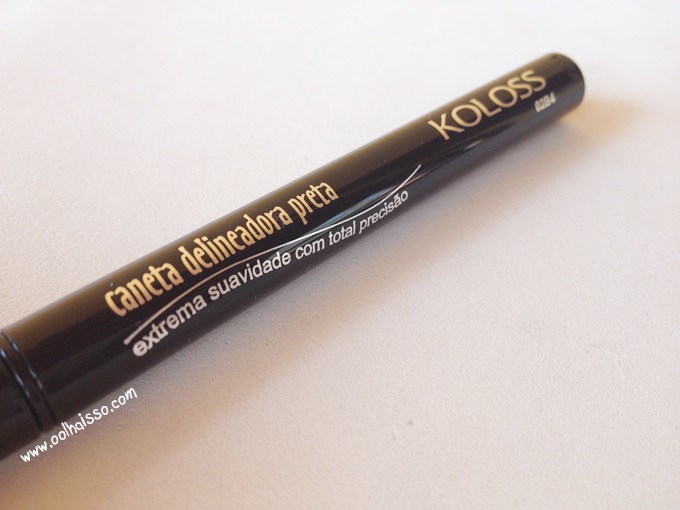 KOLOSS
02B4
caneta delineadora preta
extrema suavidade com total precisão
www.oolhaisso.com